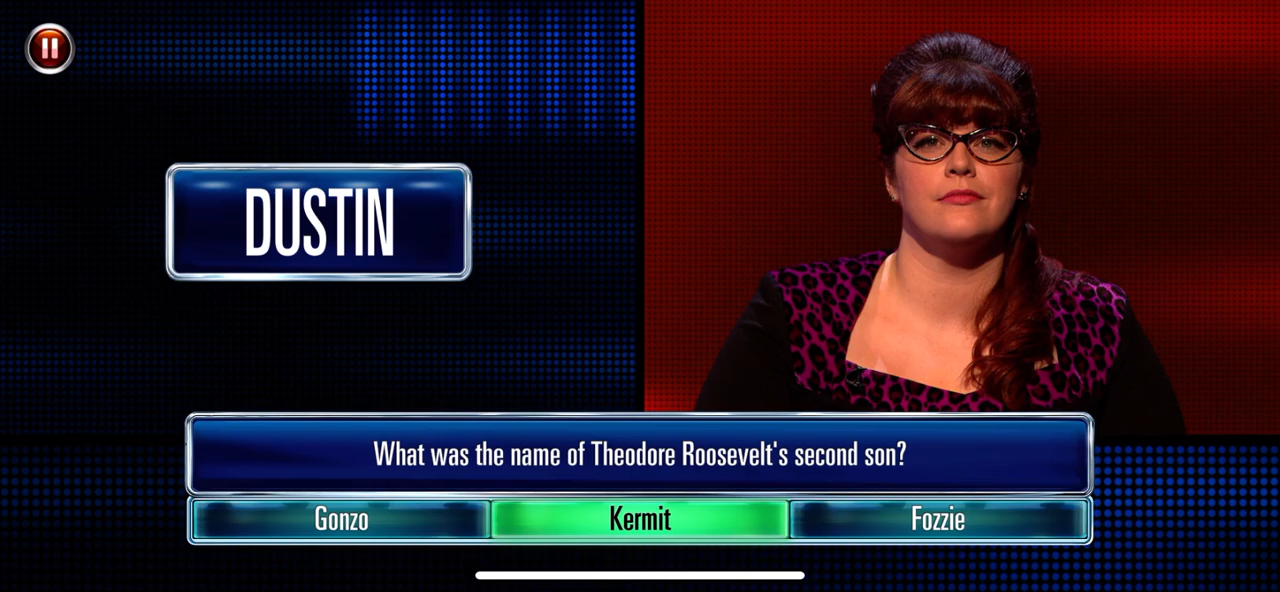 DUSTIN
What was the name of Theodore Roosevelt's second son?
Gonzo
Kermit
Fozzie